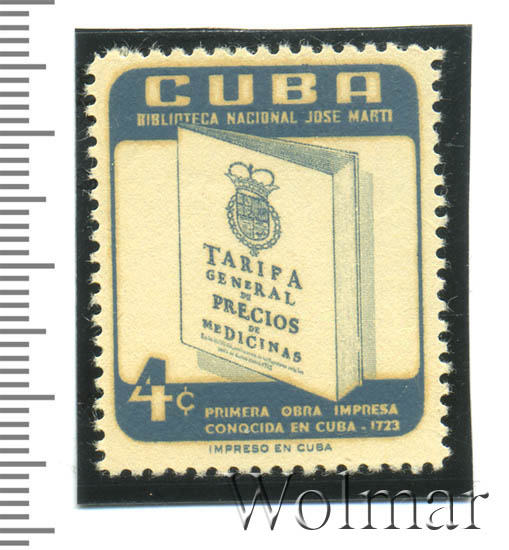 CUBA
BIBLIOTECA NACIONAL JOSE MARTI
TARIFA
GENERAL
DE
PRECIOS
DE
MEDICINAS
4¢
PRIMERA OBRA IMPRESA
CONOCIDA EN CUBA - 1723
IMPRESO EN CUBA
Wolmar